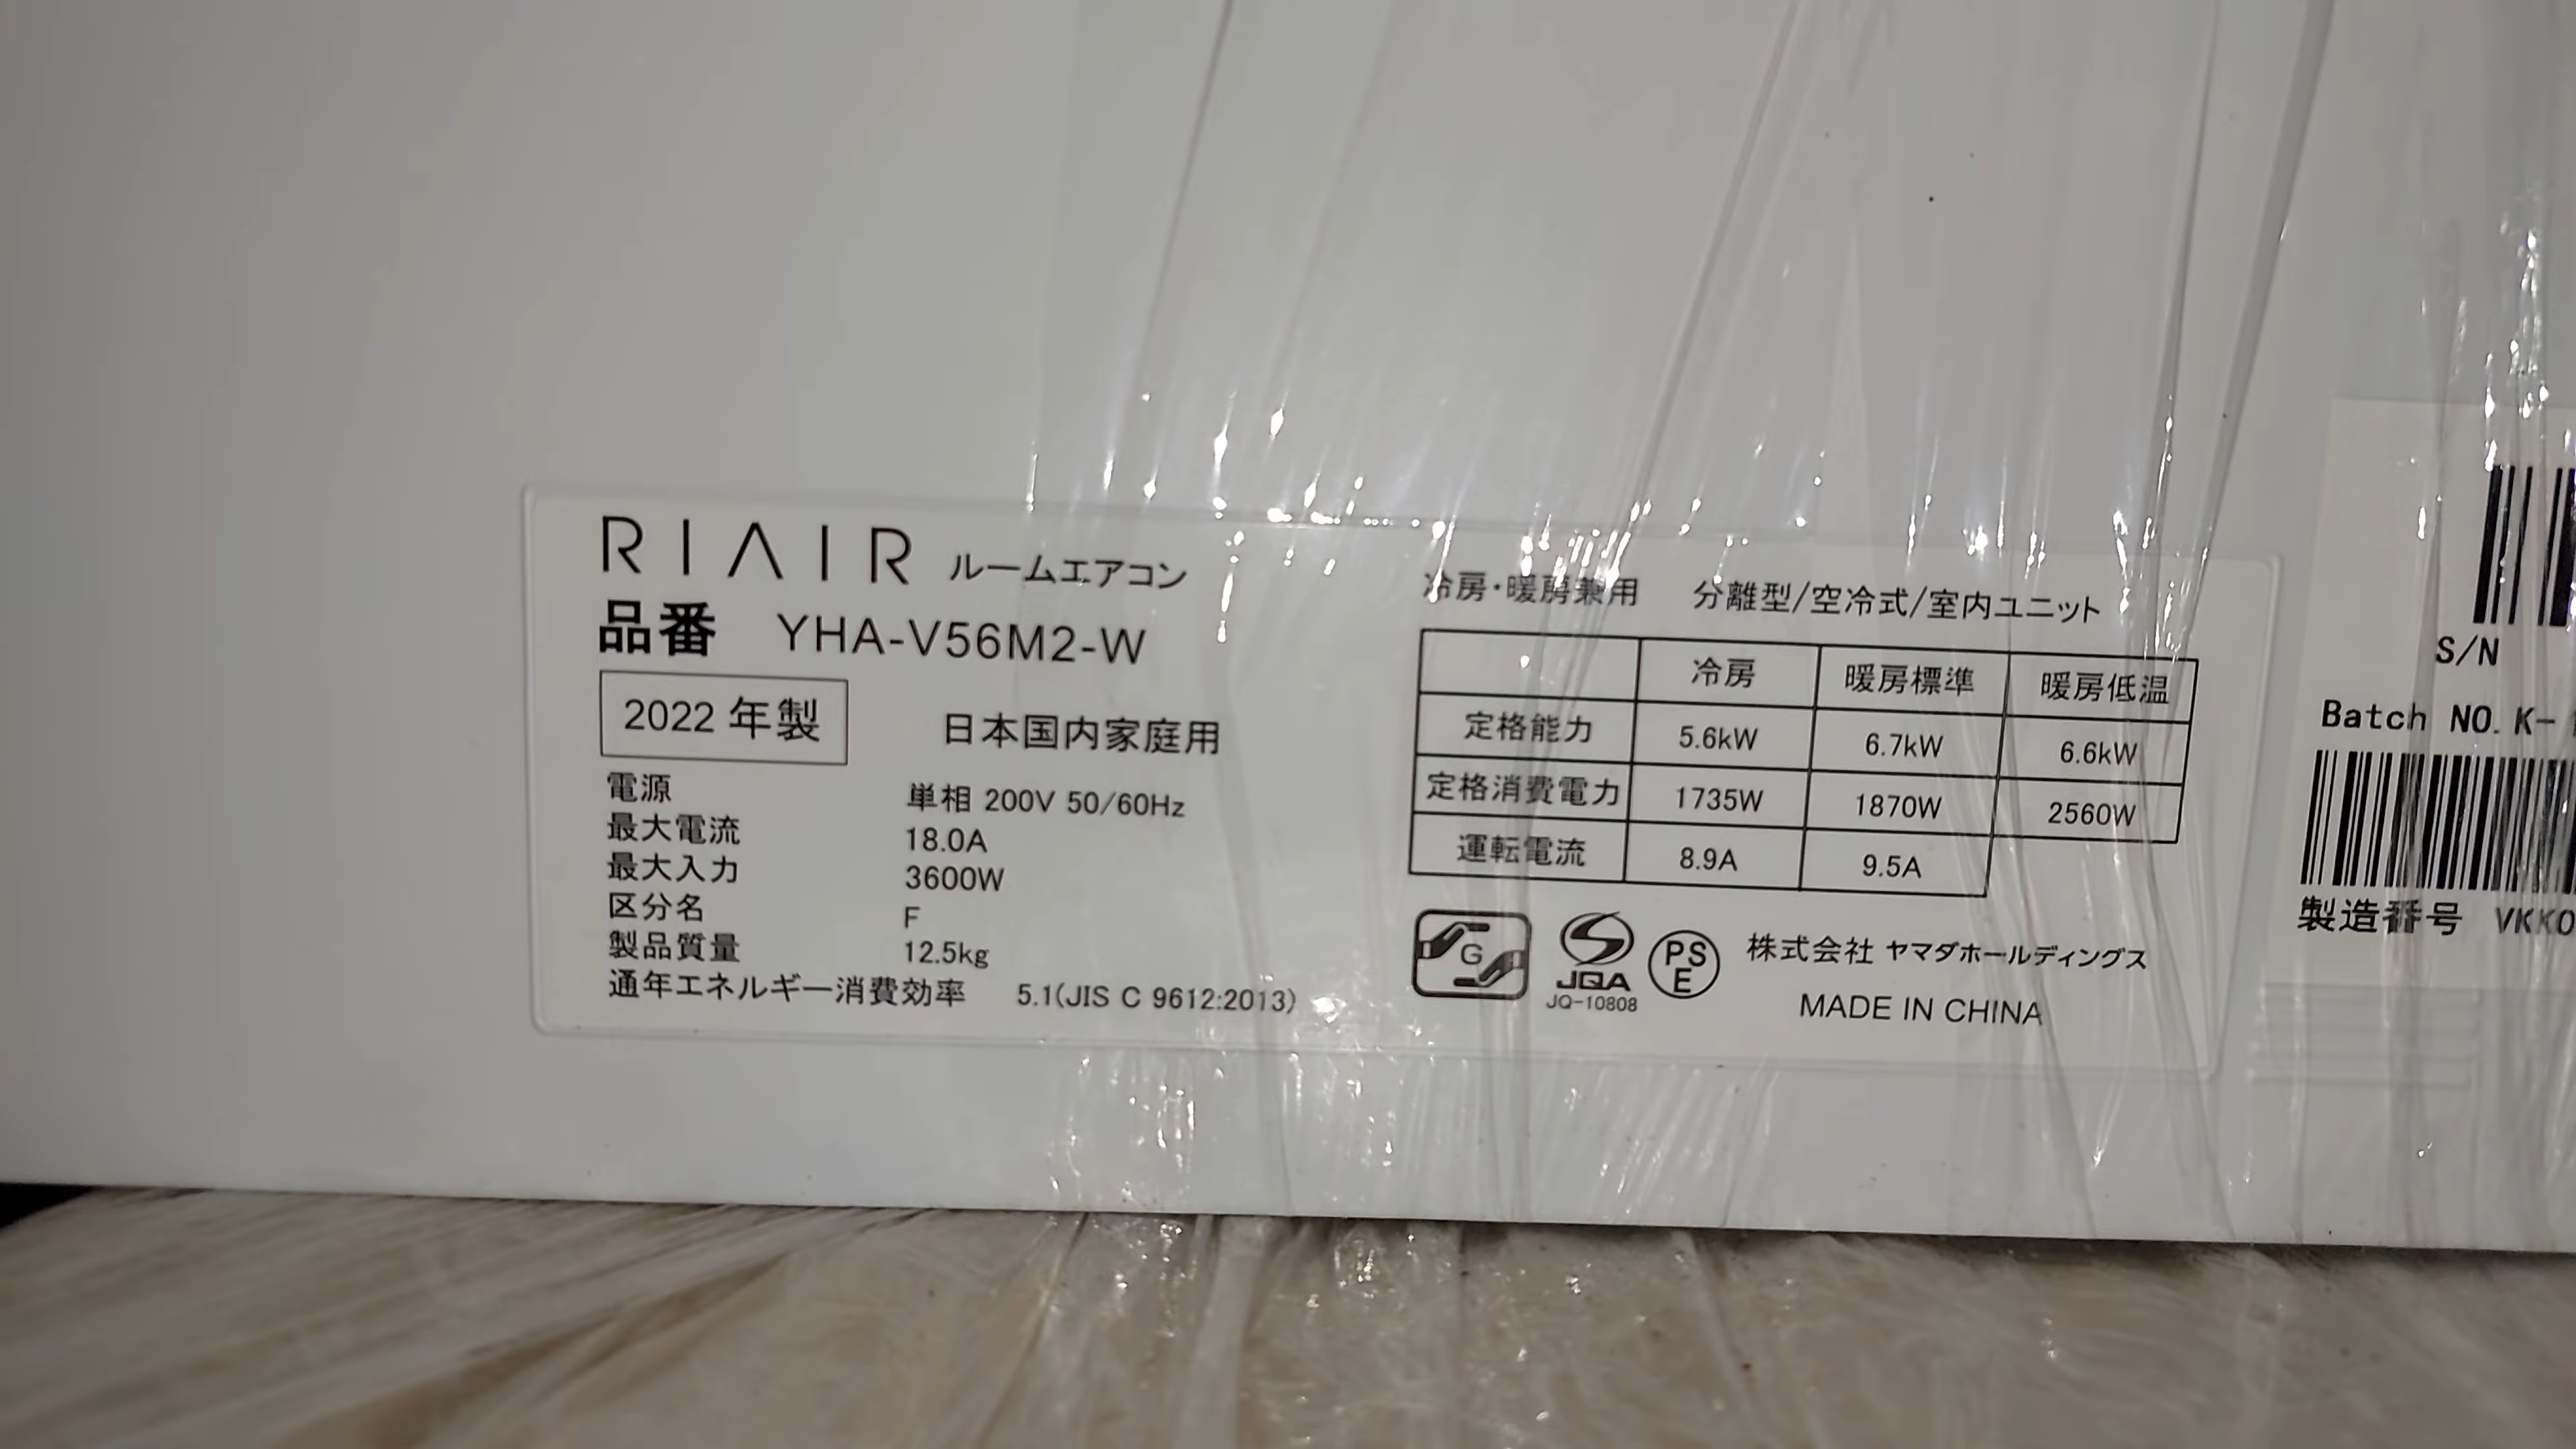 RIAIR ルームエアコン
品番 YHA-V56M2-W
2022 年製 日本国内家庭用
電源 単相 200V 50/60Hz
最大電流 18.0A
最大入力 3600W
区分名 F
製品質量 12.5kg
通年エネルギー消費効率 5.1(JIS C 9612:2013)
冷房・暖房兼用 分離型/空冷式/室内ユニット
冷房 暖房標準 暖房低温
定格能力 5.6kW 6.7kW 6.6kW
定格消費電力 1735W 1870W 2560W
運転電流 8.9A 9.5A
G
JQA
JQ-10808
PS
E
株式会社 ヤマダホールディングス
MADE IN CHINA
S/N
Batch NO. K-
製造番号 VKK0